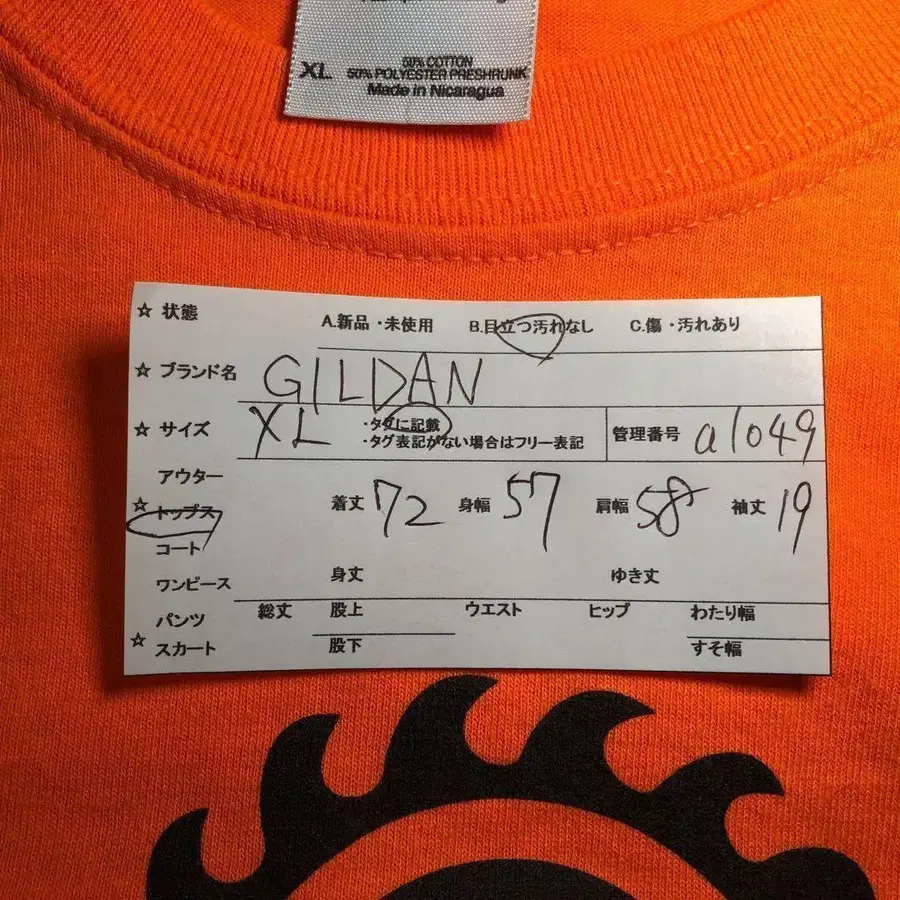 XL
50% COTTON
50% POLYESTER PRESHRUNK
Made in Nicaragua
☆ 状態 A.新品・未使用 B.目立つ汚れなし C.傷・汚れあり
☆ ブランド名 GILDAN
☆ サイズ XL ・タグに記載
・タグ表記がない場合はフリー表記 管理番号 a1049
アウター
☆ トップス 着丈 72 身幅 57 肩幅 58 袖丈 19
コート
ワンピース 身丈 ゆき丈
パンツ 総丈 股上 ウエスト ヒップ わたり幅
☆ スカート 股下 すそ幅